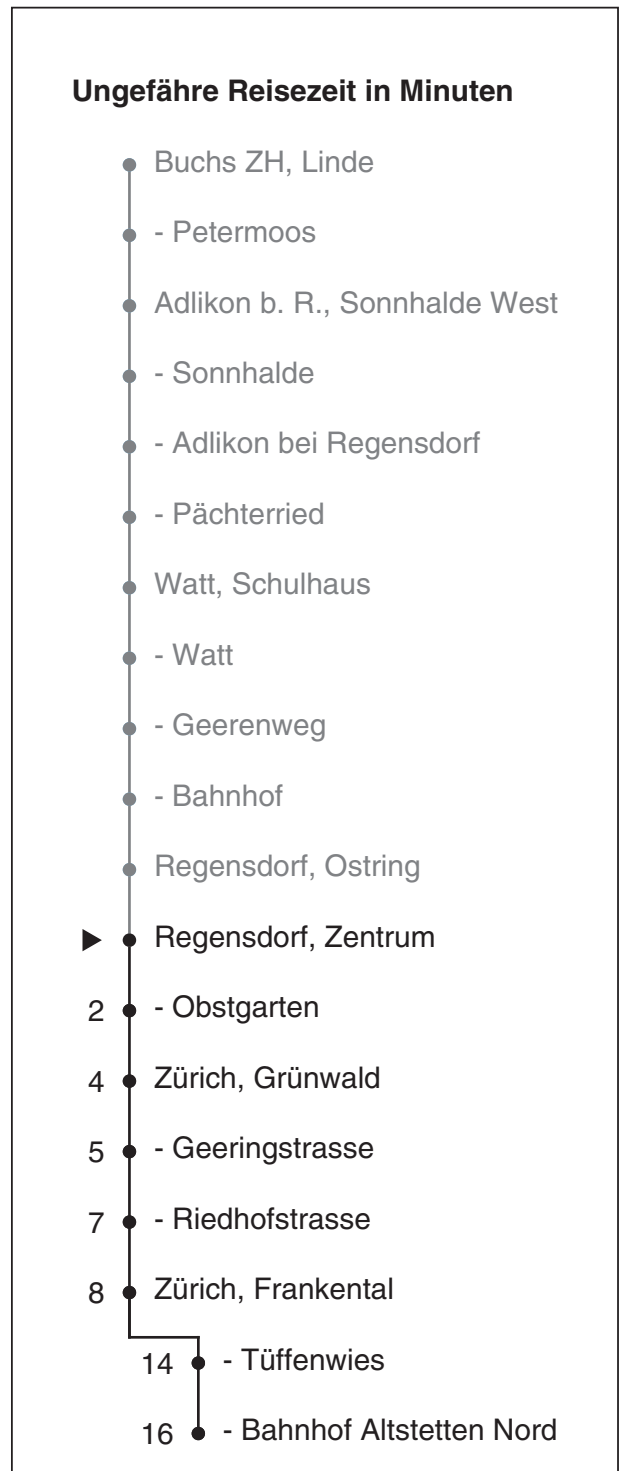 Ungefähre Reisezeit in Minuten
Buchs ZH, Linde
- Petermoos
Adlikon b. R., Sonnhalde West
- Sonnhalde
- Adlikon bei Regensdorf
- Pächterried
Watt, Schulhaus
- Watt
- Geerenweg
- Bahnhof
Regensdorf, Ostring
Regensdorf, Zentrum
2 - Obstgarten
4 Zürich, Grünwald
5 - Geeringstrasse
7 - Riedhofstrasse
8 Zürich, Frankental
14 - Tüffenwies
16 - Bahnhof Altstetten Nord